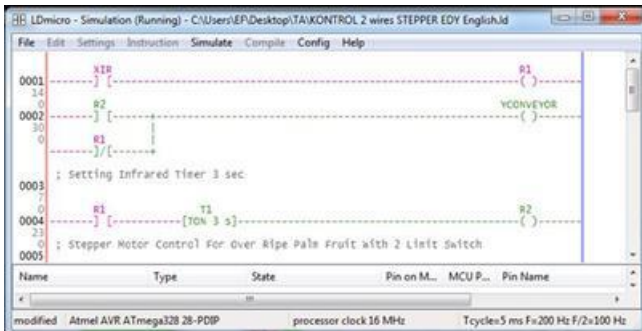 LDmicro - Simulation (Running) - C:\Users\EP\Desktop\TA\KONTROL 2 wires STEPPER EDY English.ld
File Edit Settings Instruction Simulate Compile Config Help
XIR R1
0001 ------] [------( )------
14
0 R2 YCONVEYOR
0002 ------] [------( )------
30
0 R1
------]/[------+
; Setting Infrared Timer 3 sec
0003
0 R1 T1 R2
0004 ------] [------[TON 3 s]------( )------
23
0 ; Stepper Motor Control For Over Ripe Palm Fruit with 2 Limit Switch
0005
Name Type State Pin on M... MCU P... Pin Name
modified Atmel AVR ATmega328 28-PDIP processor clock 16 MHz Tcycle=5 ms F=200 Hz F/2=100 Hz